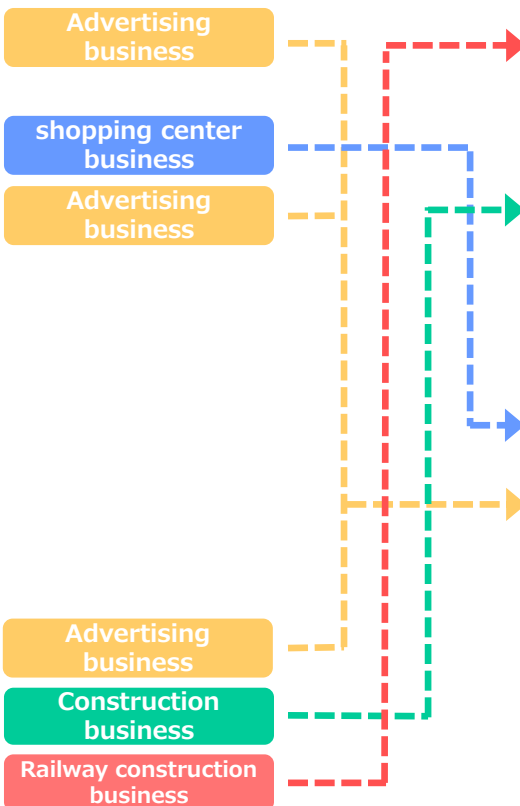 Advertising
business
shopping center
business
Advertising
business
Advertising
business
Construction
business
Railway construction
business